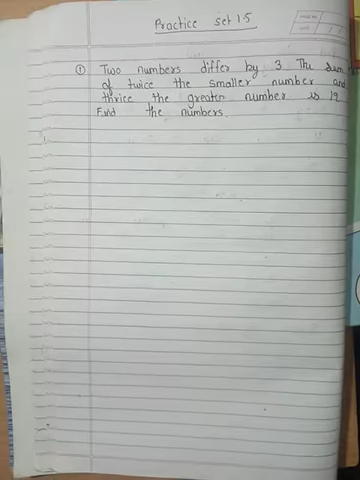 Practice set 1.5
① Two numbers differ by 3. The sum
of twice the smaller number and
thrice the greater number is 19
Find the numbers.